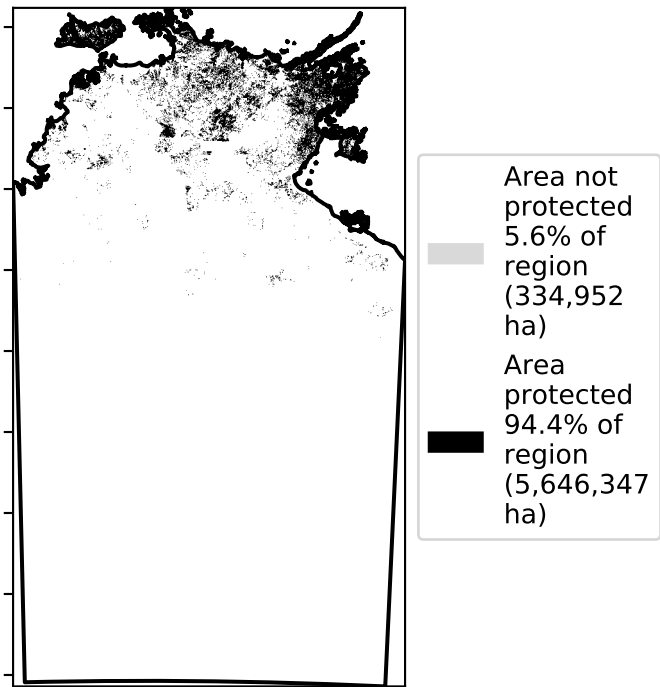 Area not
protected
5.6% of
region
(334,952
ha)
Area
protected
94.4% of
region
(5,646,347
ha)